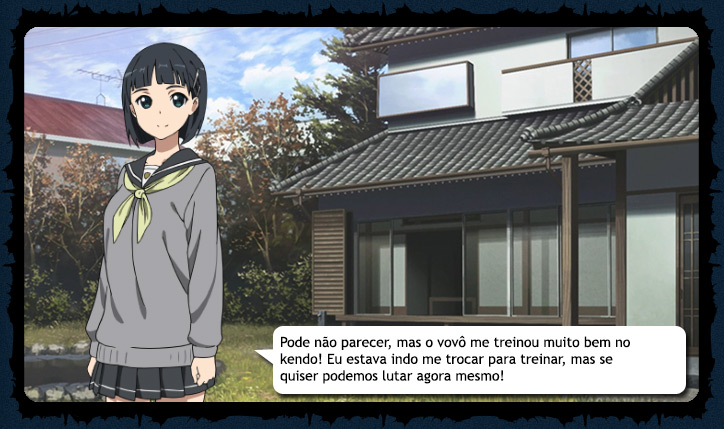 Pode não parecer, mas o vovô me treinou muito bem no
kendo! Eu estava indo me trocar para treinar, mas se
quiser podemos lutar agora mesmo!